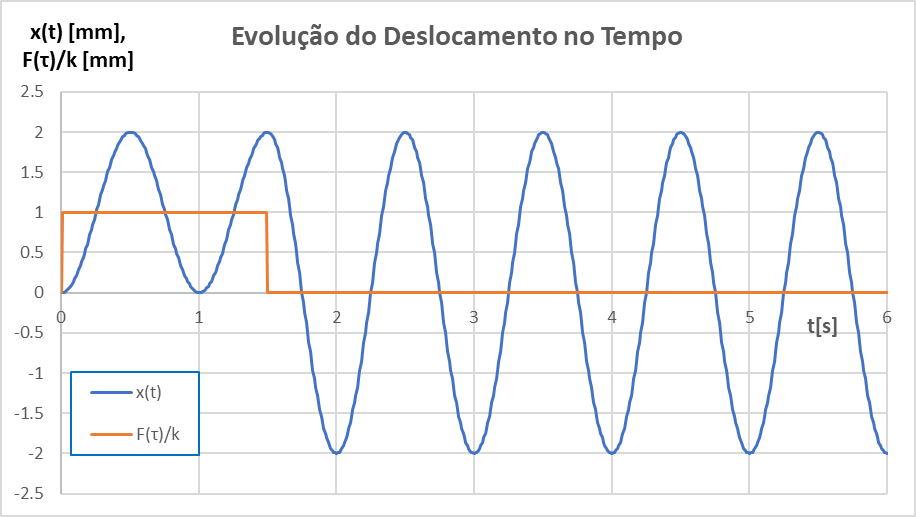 x(t) [mm],
F(τ)/k [mm]
Evolução do Deslocamento no Tempo
2.5
2
1.5
1
0.5
0
-0.5
-1
-1.5
-2
-2.5
0 1 2 3 4 5 6
t[s]
x(t)
F(τ)/k